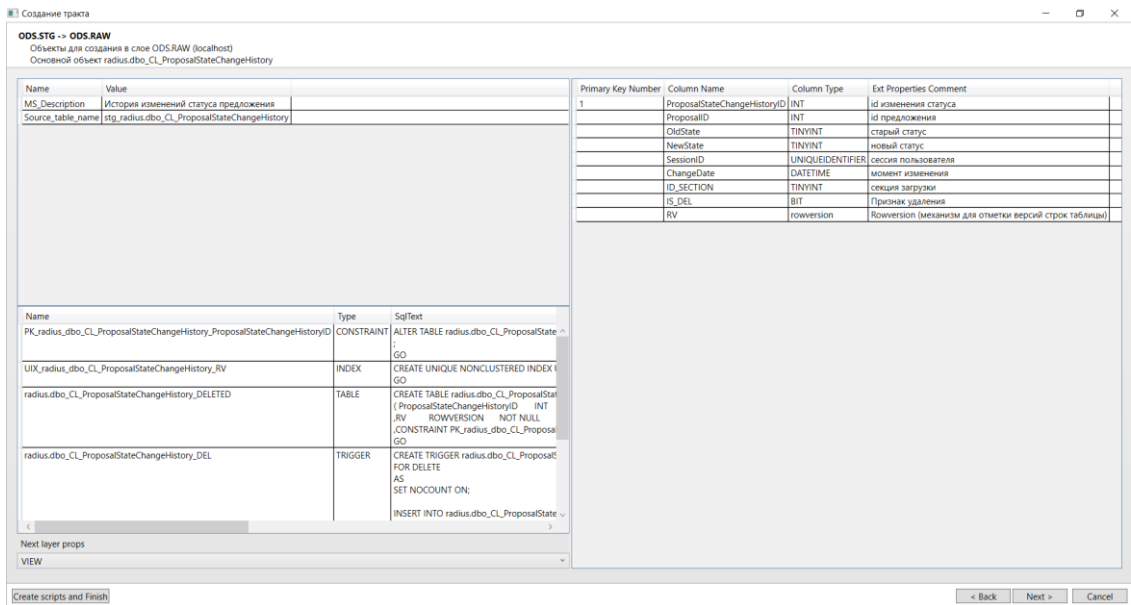 Создание тракта
ODS.STG -> ODS.RAW
Объекты для создания в слое ODS.RAW (localhost)
Основной объект radius.dbo_CL_ProposalStateChangeHistory
Name Value
MS_Description История изменений статуса предложения
Source_table_name stg_radius.dbo_CL_ProposalStateChangeHistory
Name Type SqlText
PK_radius_dbo_CL_ProposalStateChangeHistory_ProposalStateChangeHistoryID CONSTRAINT ALTER TABLE radius.dbo_CL_ProposalState
;
GO
UIX_radius_dbo_CL_ProposalStateChangeHistory_RV INDEX CREATE UNIQUE NONCLUSTERED INDEX
GO
radius.dbo_CL_ProposalStateChangeHistory_DELETED TABLE CREATE TABLE radius.dbo_CL_ProposalStat
( ProposalStateChangeHistoryID INT
,RV ROWVERSION NOT NULL
,CONSTRAINT PK_radius_dbo_CL_Proposal
GO
radius.dbo_CL_ProposalStateChangeHistory_DEL TRIGGER CREATE TRIGGER radius.dbo_CL_ProposalS
FOR DELETE
AS
SET NOCOUNT ON;
INSERT INTO radius.dbo_CL_ProposalState
Next layer props
VIEW
Primary Key Number Column Name Column Type Ext Properties Comment
1 ProposalStateChangeHistoryID INT id изменения статуса
ProposalID INT id предложения
OldState TINYINT старый статус
NewState TINYINT новый статус
SessionID UNIQUEIDENTIFIER сессия пользователя
ChangeDate DATETIME момент изменения
ID_SECTION TINYINT секция загрузки
IS_DEL BIT Признак удаления
RV rowversion Rowversion (механизм для отметки версий строк таблицы)
Create scripts and Finish
< Back Next > Cancel